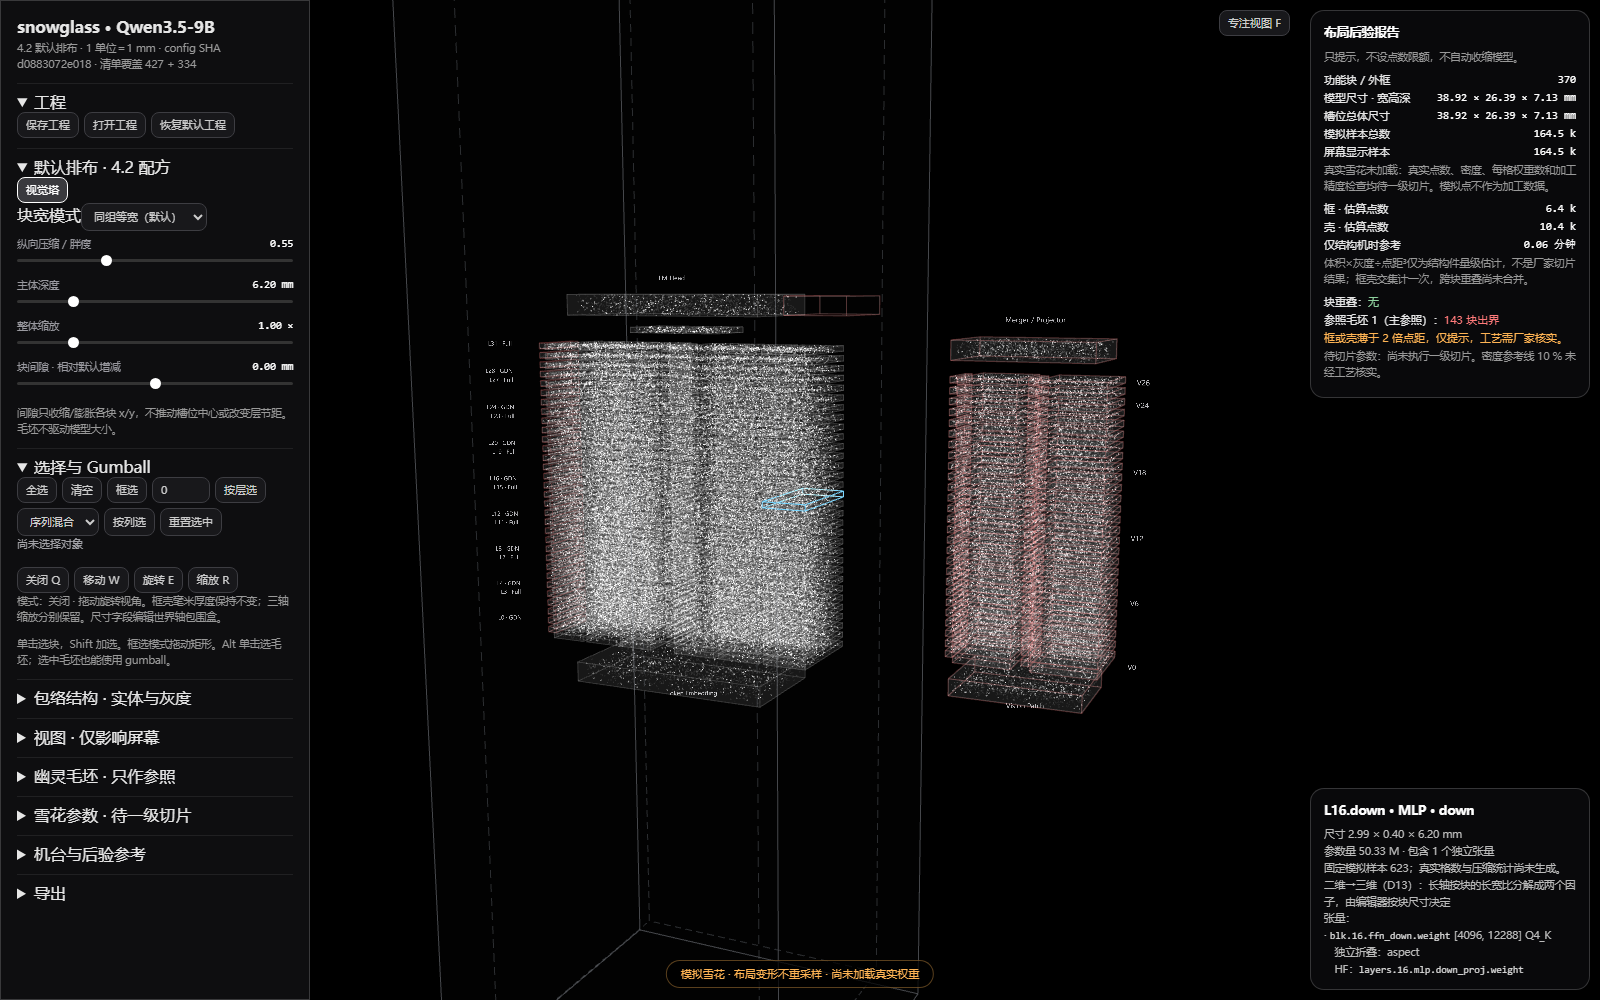 snowglass • Qwen3.5-9B
4.2 默认排布 · 1 单位 = 1 mm · config SHA
d0883072e018 · 清单覆盖 427 + 334
▼ 工程
保存工程 打开工程 恢复默认工程
▼ 默认排布 · 4.2 配方
视觉塔
块宽模式 同组等宽（默认）
纵向压缩 / 胖度 0.55
主体深度 6.20 mm
整体缩放 1.00 ×
块间隙 · 相对默认增减 0.00 mm
间隙只收缩/膨胀各块 x/y，不推动槽位中心或改变层节距。
毛坯不驱动模型大小。
▼ 选择与 Gumball
全选 清空 框选 0 按层选
序列混合 按列选 重置选中
尚未选择对象
关闭 Q 移动 W 旋转 E 缩放 R
模式：关闭 · 拖动旋转视角。框壳毫米厚度保持不变；三轴
缩放分别保留。尺寸字段编辑世界轴包围盒。
单击选块，Shift 加选。框选模式拖动矩形。Alt 单击选毛
坯；选中毛坯也能使用 gumball。
▶ 包络结构 · 实体与灰度
▶ 视图 · 仅影响屏幕
▶ 幽灵毛坯 · 只作参照
▶ 雪花参数 · 待一级切片
▶ 机台与后验参考
▶ 导出
LM Head
L28 · GDN
L24 · GDN
L16 · GDN
L15 · Full
L12 · GDN
L0 · GDN
Merger / Projector
V26
V24
V18
V12
V6
V0
Vision Patch
专注视图 F
布局后验报告
只提示，不设点数限额，不自动收缩模型。
功能块 / 外框 370
模型尺寸 · 宽高深 38.92 × 26.39 × 7.13 mm
槽位总体尺寸 38.92 × 26.39 × 7.13 mm
模拟样本总数 164.5 k
屏幕显示样本 164.5 k
真实雪花未加载：真实点数、密度、每格权重数和加工
精度检查均待一级切片。模拟点不作为加工数据。
框 · 估算点数 6.4 k
壳 · 估算点数 10.4 k
仅结构机时参考 0.06 分钟
体积×灰度÷点距³仅为结构件量级估计，不是厂家切片
结果；框壳交集计一次，跨块重叠尚未合并。
块重叠：无
参照毛坯 1（主参照）：143 块出界
框或壳薄于 2 倍点距，仅提示，工艺需厂家核实。
待切片参数：尚未执行一级切片。密度参考线 10 % 未
经工艺核实。
L16.down • MLP • down
尺寸 2.99 × 0.40 × 6.20 mm
参数量 50.33 M · 包含 1 个独立张量
固定模拟样本 623；真实格数与压缩统计尚未生成。
二维→三维（D13）：长轴按块的长宽比分解成两个因
子，由编辑器按块尺寸决定
张量：
· blk.16.ffn_down.weight [4096, 12288] Q4_K
独立折叠：aspect
HF：layers.16.mlp.down_proj.weight
模拟雪花 · 布局变形不重采样 · 尚未加载真实权重